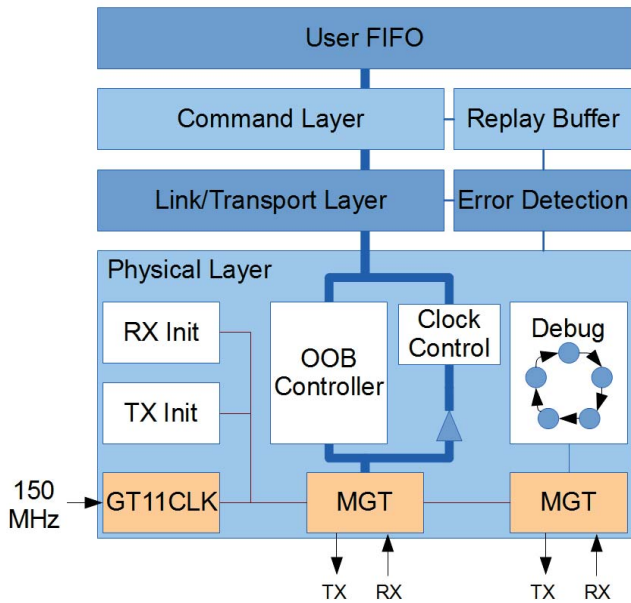 User FIFO
Command Layer
Replay Buffer
Link/Transport Layer
Error Detection
Physical Layer
RX Init
OOB
Controller
Clock
Control
Debug
TX Init
150
MHz
GT11CLK
MGT
MGT
TX
RX
TX
RX